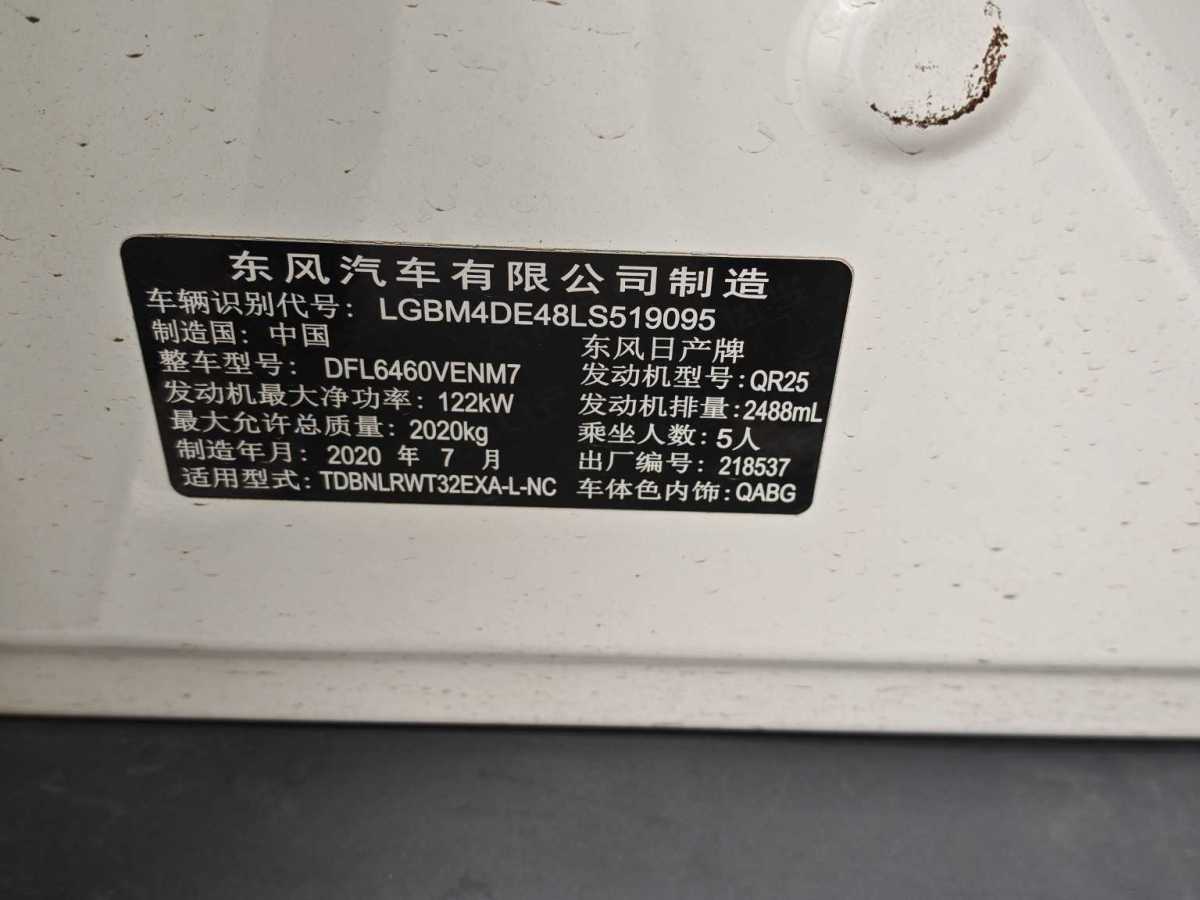 东风汽车有限公司制造
车辆识别代号: LGBM4DE48LS519095
制造国: 中国 东风日产牌
整车型号: DFL6460VENM7 发动机型号: QR25
发动机最大净功率: 122kW 发动机排量: 2488mL
最大允许总质量: 2020kg 乘坐人数: 5人
制造年月: 2020 年 7 月 出厂编号: 218537
适用型式: TDBNLRWT32EXA-L-NC 车体色内饰: QABG